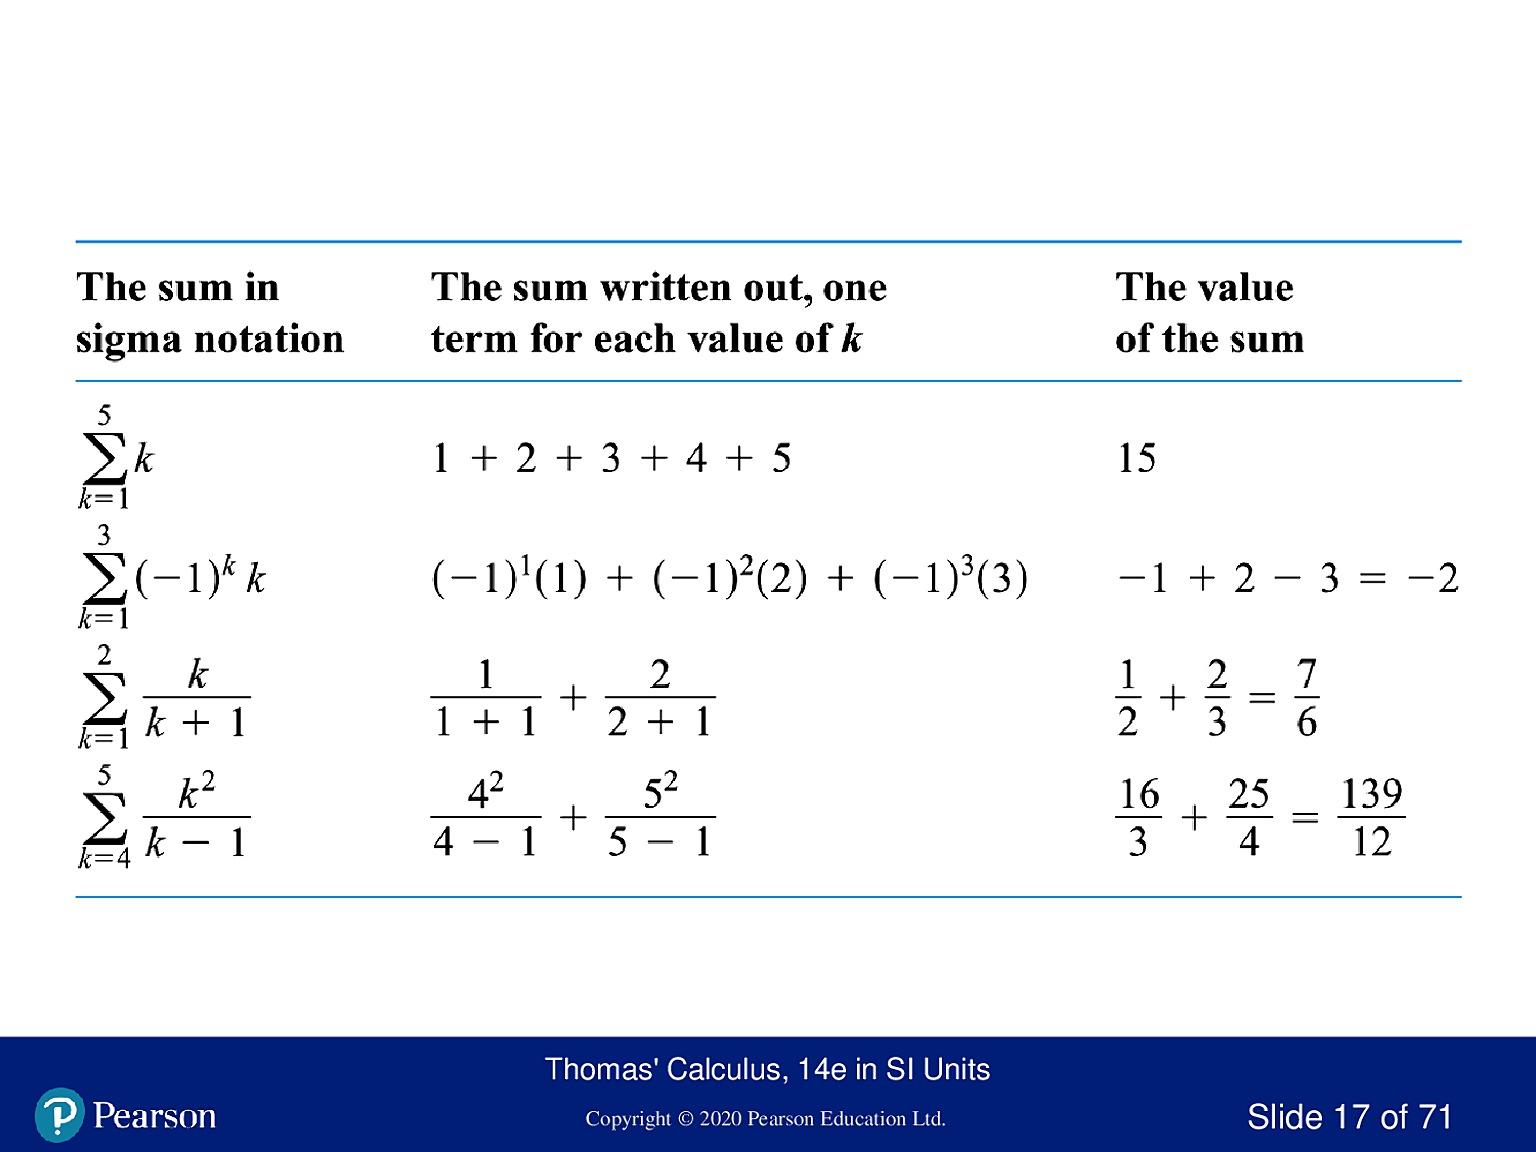 The sum in sigma notation | The sum written out, one term for each value of k | The value of the sum
\sum_{k=1}^{5} k | 1 + 2 + 3 + 4 + 5 | 15
\sum_{k=1}^{3} (−1)^k k | (−1)^1(1) + (−1)^2(2) + (−1)^3(3) | −1 + 2 − 3 = −2
\sum_{k=1}^{2} \frac{k}{k + 1} | \frac{1}{1 + 1} + \frac{2}{2 + 1} | \frac{1}{2} + \frac{2}{3} = \frac{7}{6}
\sum_{k=4}^{5} \frac{k^2}{k − 1} | \frac{4^2}{4 − 1} + \frac{5^2}{5 − 1} | \frac{16}{3} + \frac{25}{4} = \frac{139}{12}
Thomas' Calculus, 14e in SI Units
Pearson
Copyright © 2020 Pearson Education Ltd.
Slide 17 of 71